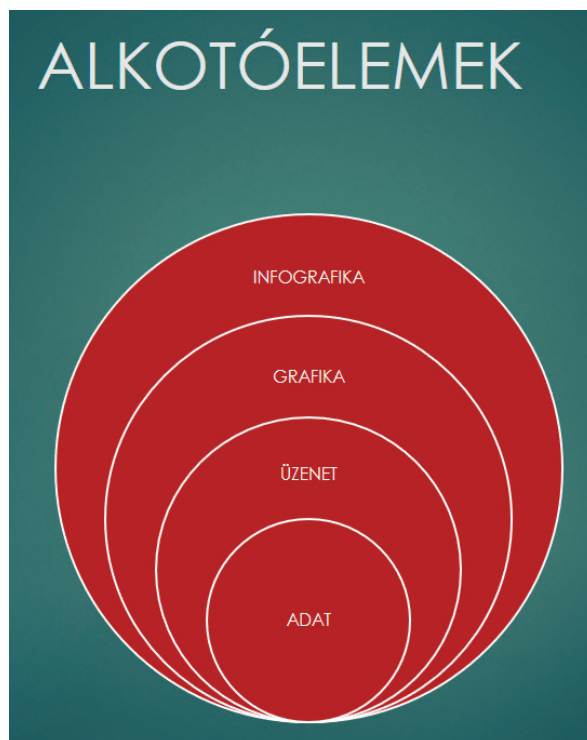 ALKOTÓELEMEK
INFOGRAFIKA
GRAFIKA
ÜZENET
ADAT